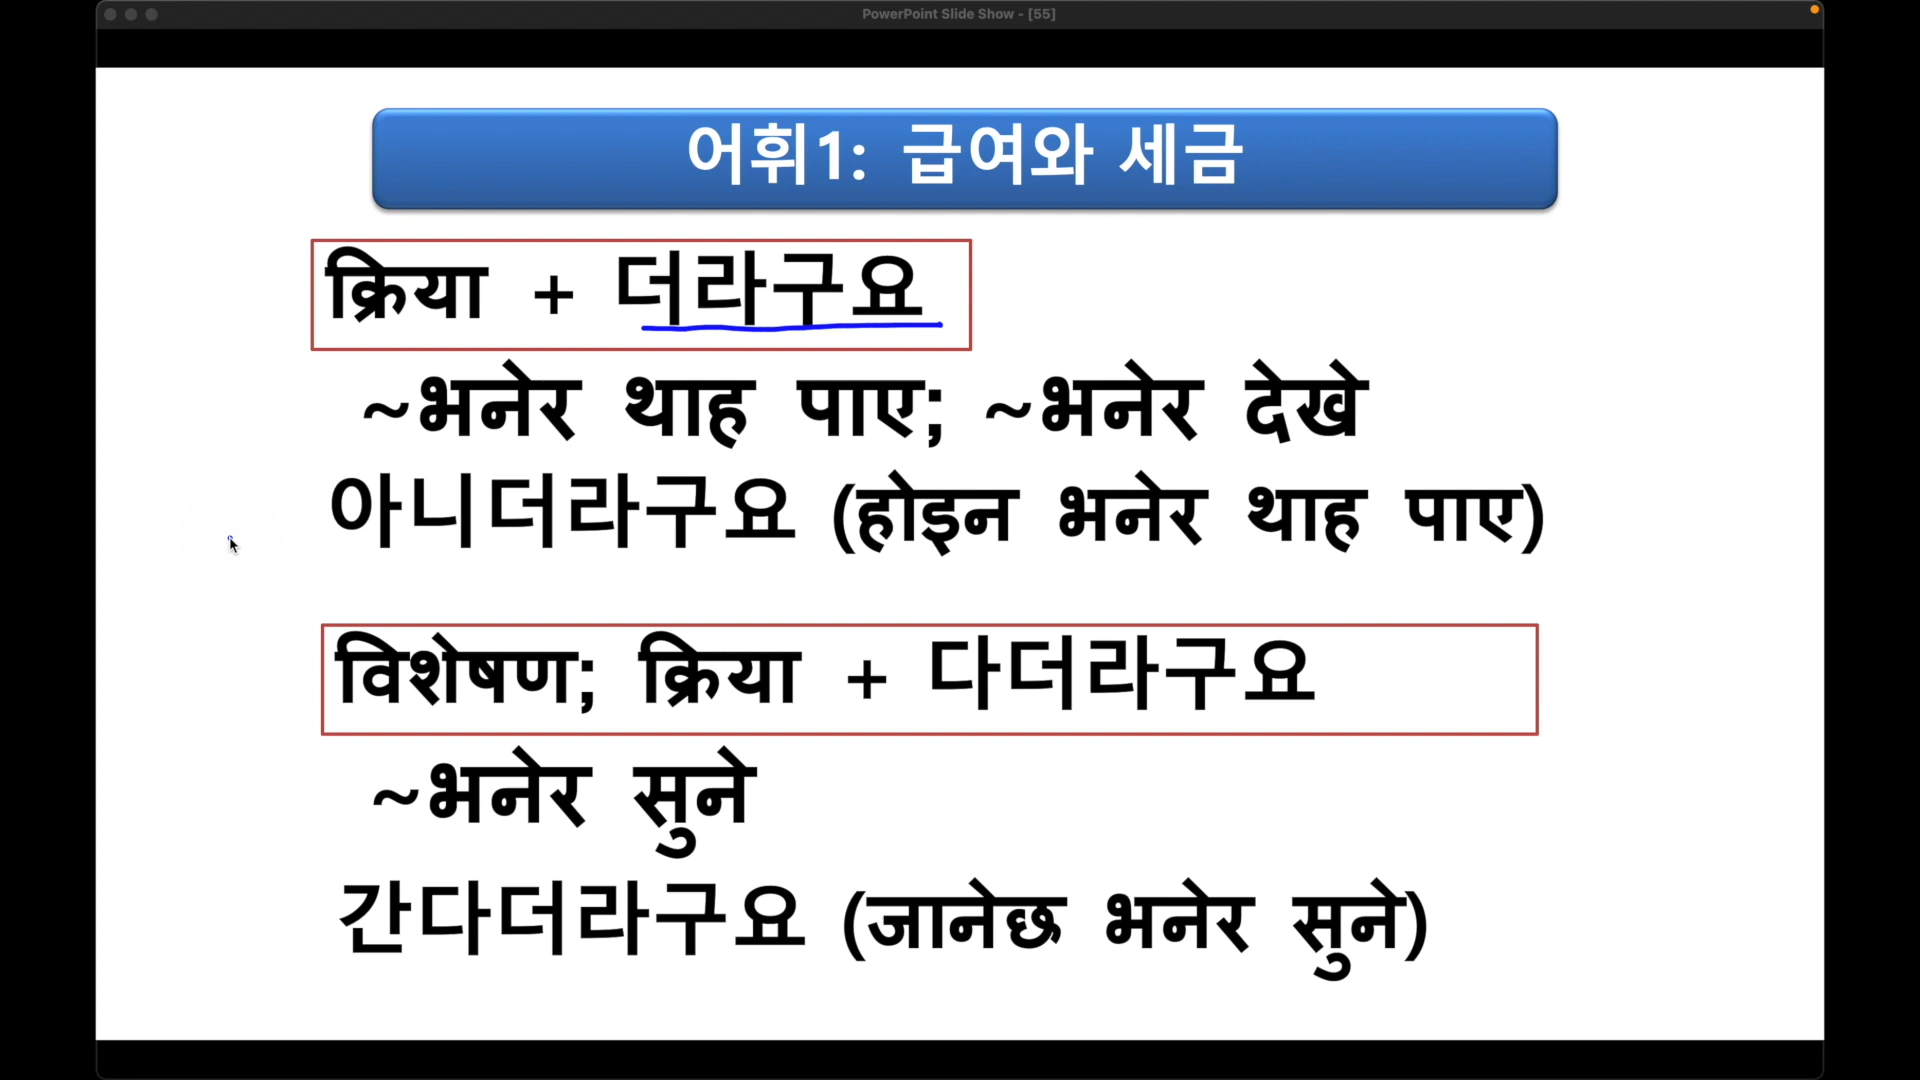 PowerPoint Slide Show - [55]
어휘1: 급여와 세금
क्रिया + 더라구요
~भनेर थाह पाए; ~भनेर देखे
아니더라구요 (होइन भनेर थाह पाए)
विशेषण; क्रिया + 다더라구요
~भनेर सुने
간다더라구요 (जानेछ भनेर सुने)